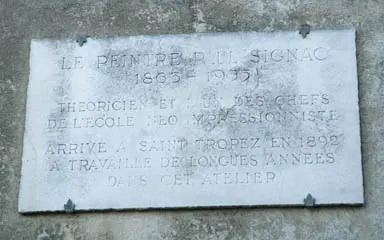 LE PEINTRE PAUL SIGNAC
1863-1935
THEORICIEN ET L'UN DES CHEFS
DE L'ECOLE NEO IMPRESSIONNISTE
ARRIVE A SAINT TROPEZ EN 1892
A TRAVAILLE DE LONGUES ANNEES
DANS CET ATELIER